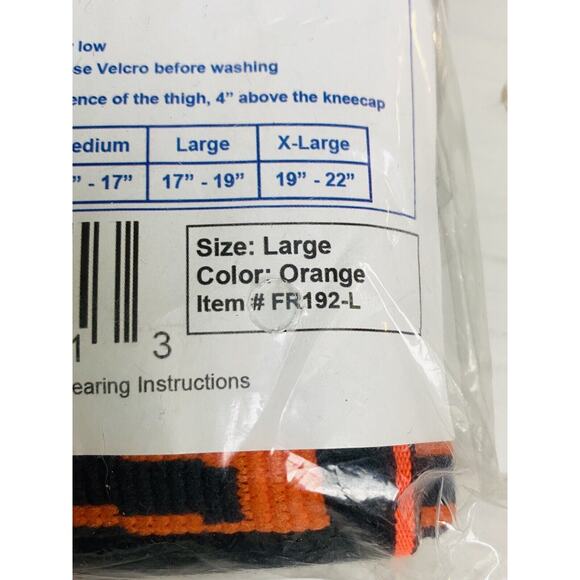 low
se Velcro before washing
ence of the thigh, 4” above the kneecap
edium Large X-Large
” - 17” 17” - 19” 19” - 22”
Size: Large
Color: Orange
Item # FR192-L
1 3
earing Instructions